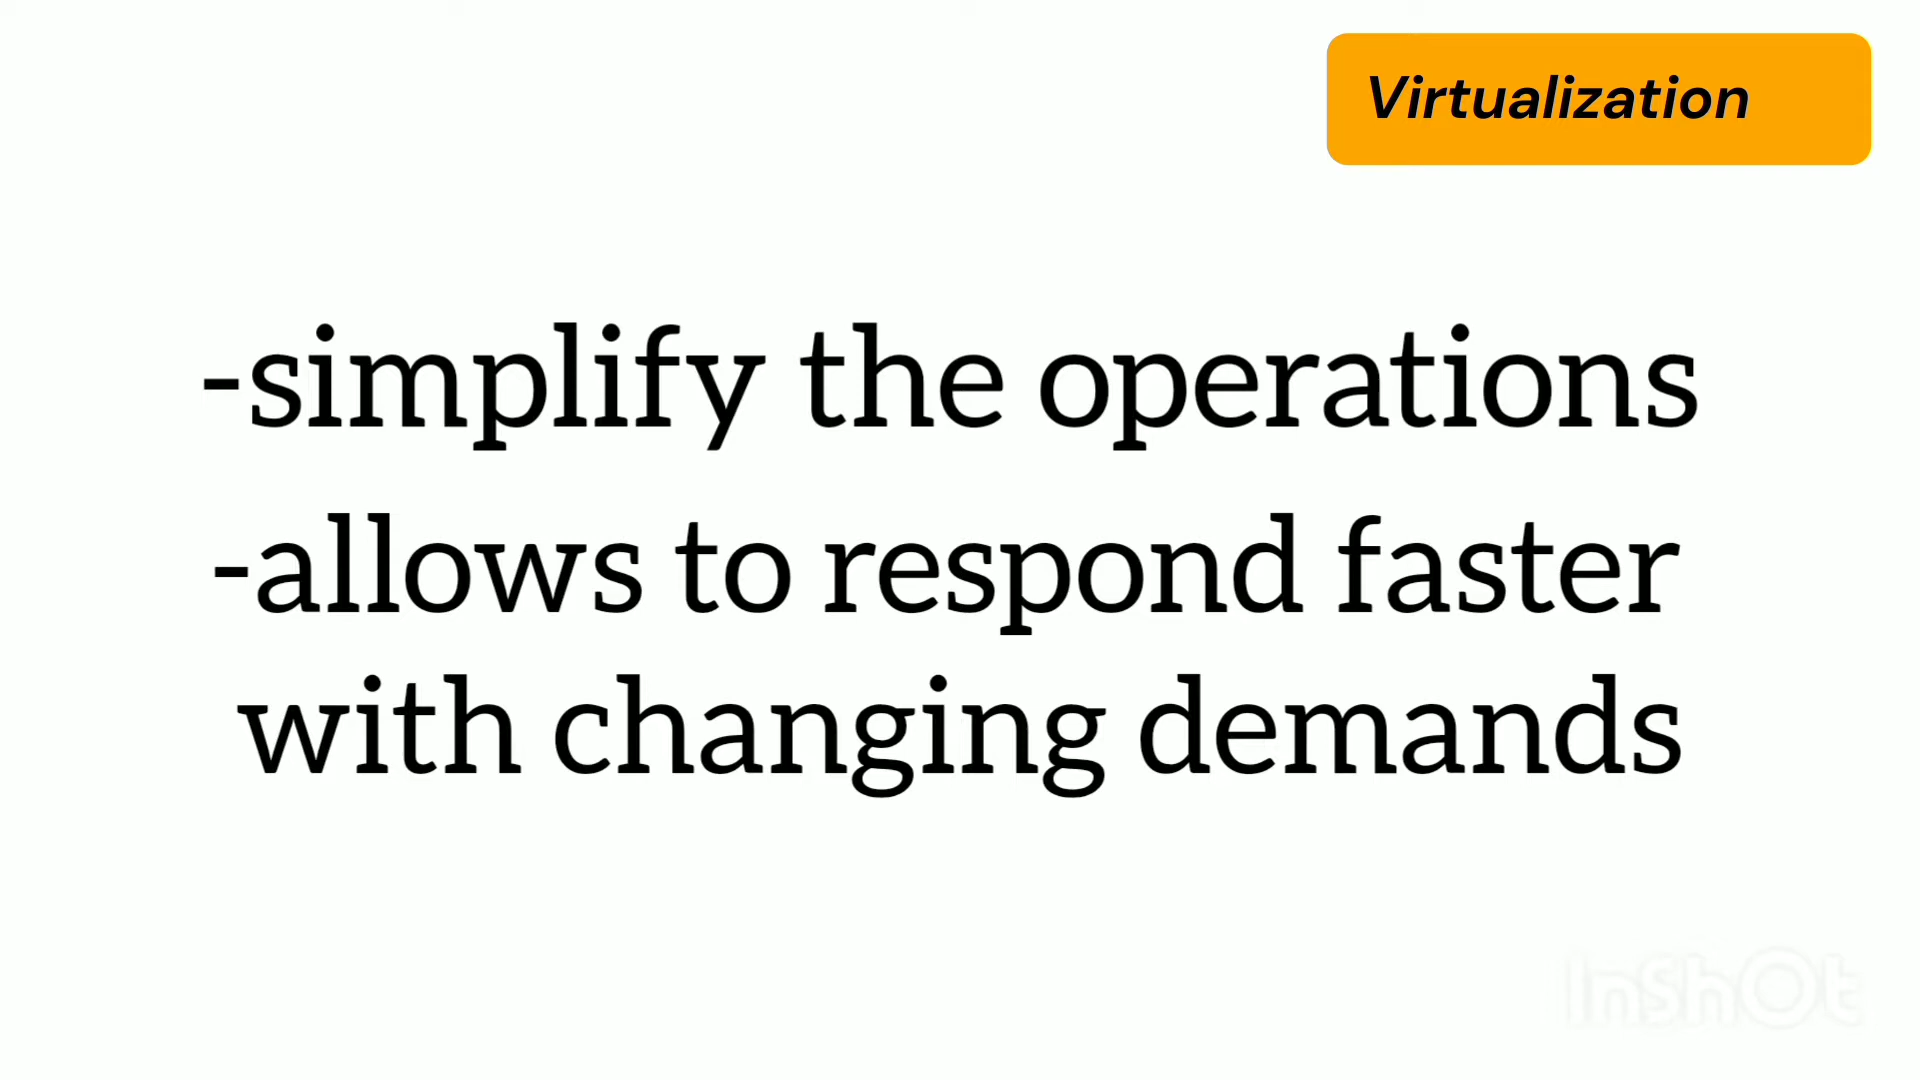 Virtualization
-simplify the operations
-allows to respond faster
with changing demands
InShOt